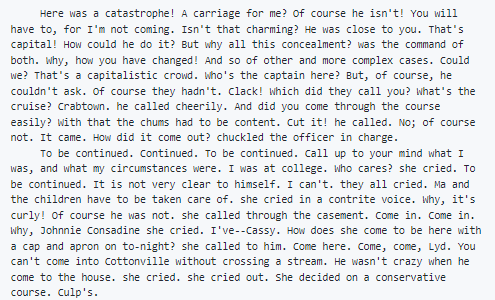 Here was a catastrophe! A carriage for me? Of course he isn't! You will
have to, for I'm not coming. Isn't that charming? He was close to you. That's
capital! How could he do it? But why all this concealment? was the command of
both. Why, how you have changed! And so of other and more complex cases. Could
we? That's a capitalistic crowd. Who's the captain here? But, of course, he
couldn't ask. Of course they hadn't. Clack! Which did they call you? What's the
cruise? Crabtown. he called cheerily. And did you come through the course
easily? With that the chums had to be content. Cut it! he called. No; of course
not. It came. How did it come out? chuckled the officer in charge.
To be continued. Continued. To be continued. Call up to your mind what I
was, and what my circumstances were. I was at college. Who cares? she cried. To
be continued. It is not very clear to himself. I can't. they all cried. Ma and
the children have to be taken care of. she cried in a contrite voice. Why, it's
curly! Of course he was not. she called through the casement. Come in. Come in.
Why, Johnnie Consadine she cried. I've--Cassy. How does she come to be here with
a cap and apron on to-night? she called to him. Come here. Come, come, Lyd. You
can't come into Cottonville without crossing a stream. He wasn't crazy when he
come to the house. she cried. she cried out. She decided on a conservative
course. Culp's.